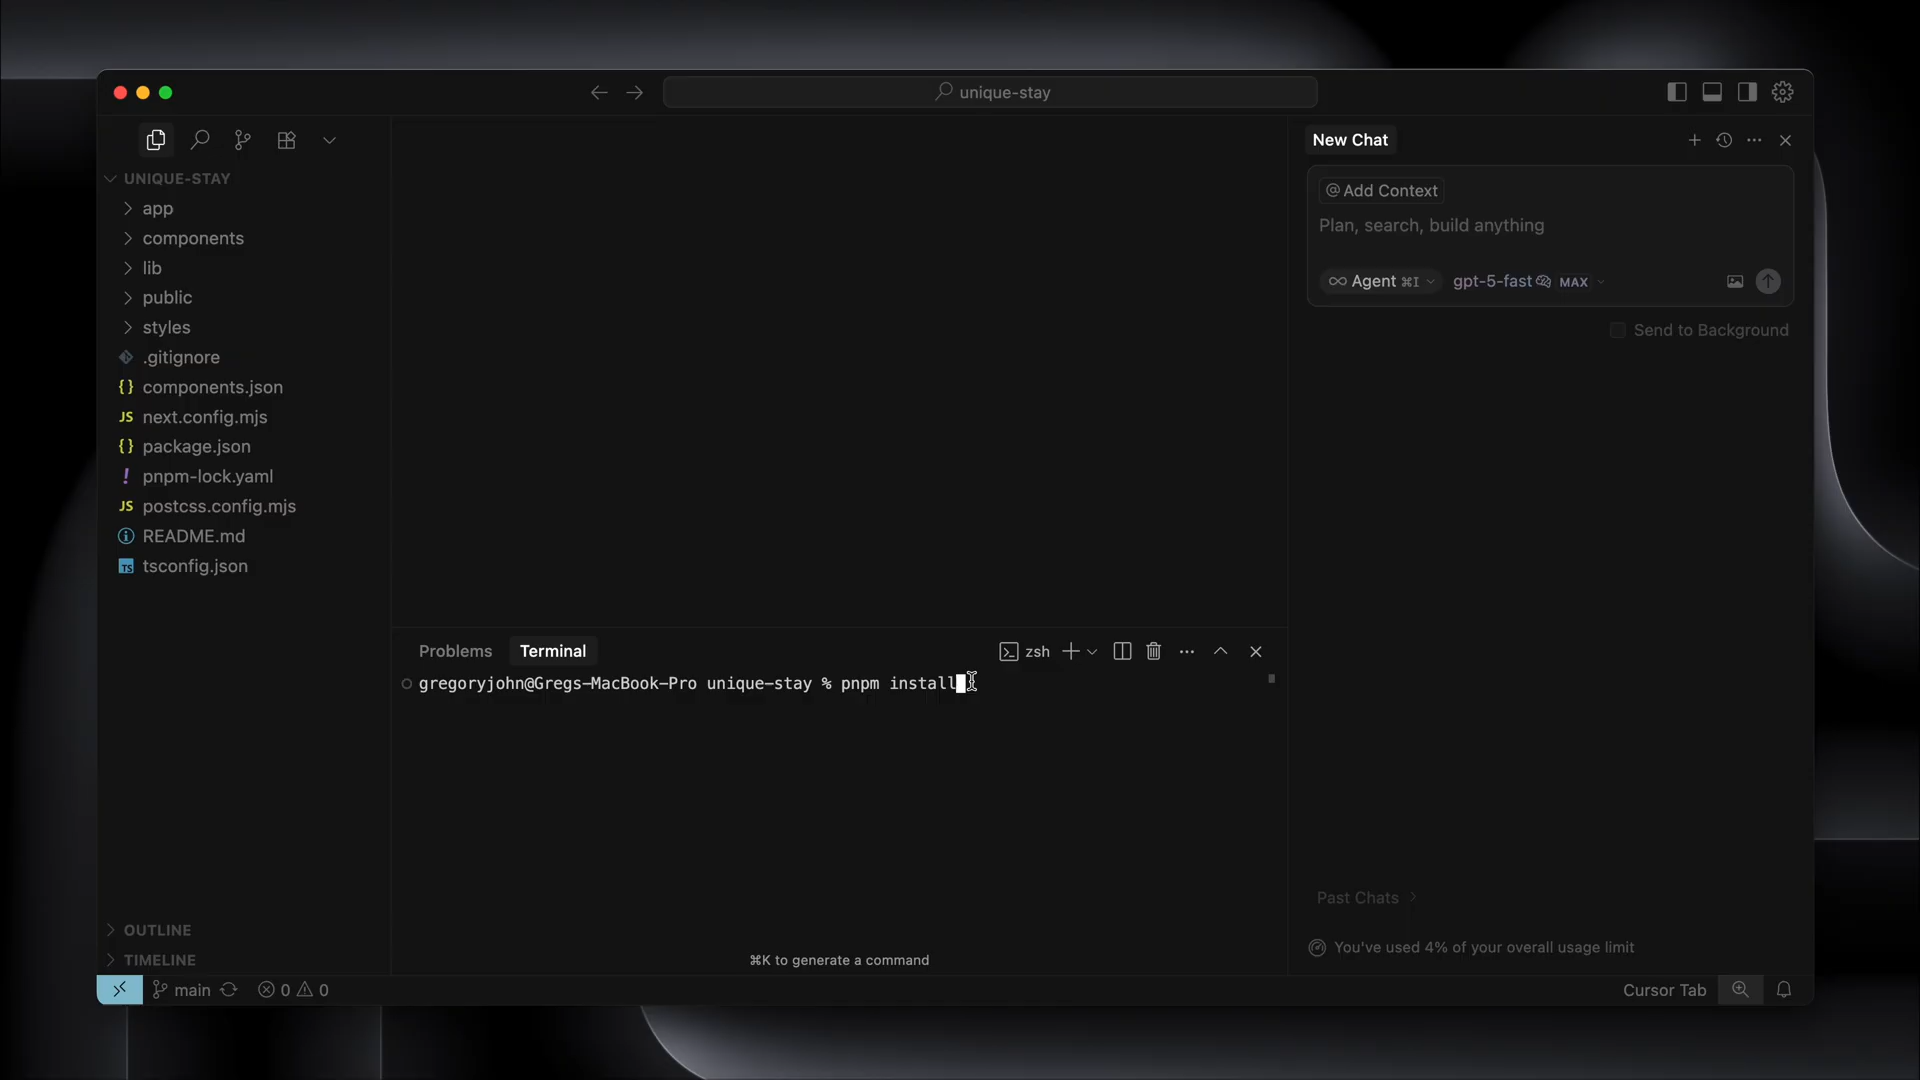 unique-stay
UNIQUE-STAY
app
components
lib
public
styles
.gitignore
{} components.json
JS next.config.mjs
{} package.json
! pnpm-lock.yaml
JS postcss.config.mjs
README.md
TS tsconfig.json
OUTLINE
TIMELINE
Problems
Terminal
zsh
gregoryjohn@Gregs-MacBook-Pro unique-stay % pnpm install
⌘K to generate a command
New Chat
@ Add Context
Plan, search, build anything
∞ Agent ⌘I gpt-5-fast MAX
Send to Background
Past Chats
You've used 4% of your overall usage limit
main 0 0
Cursor Tab